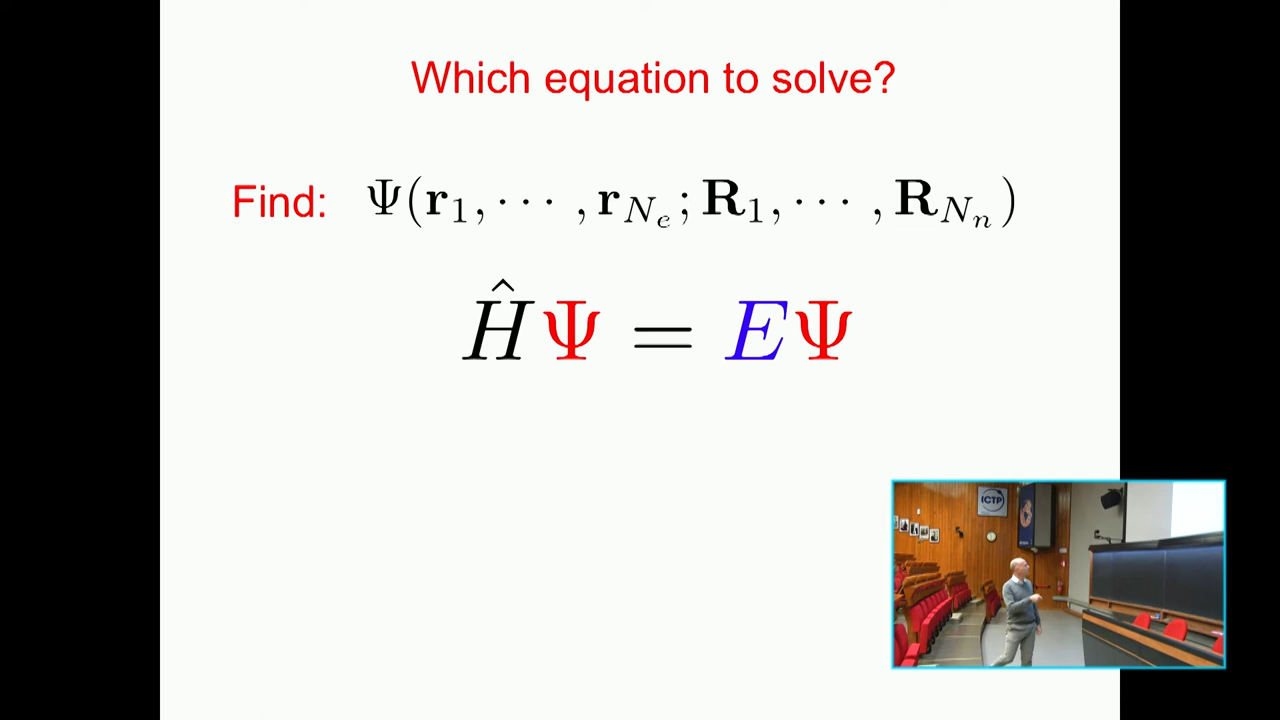 Which equation to solve?
Find: Ψ(r₁, ⋯ , r_{N_e}; R₁, ⋯ , R_{N_n})
ĤΨ = EΨ
ICTP